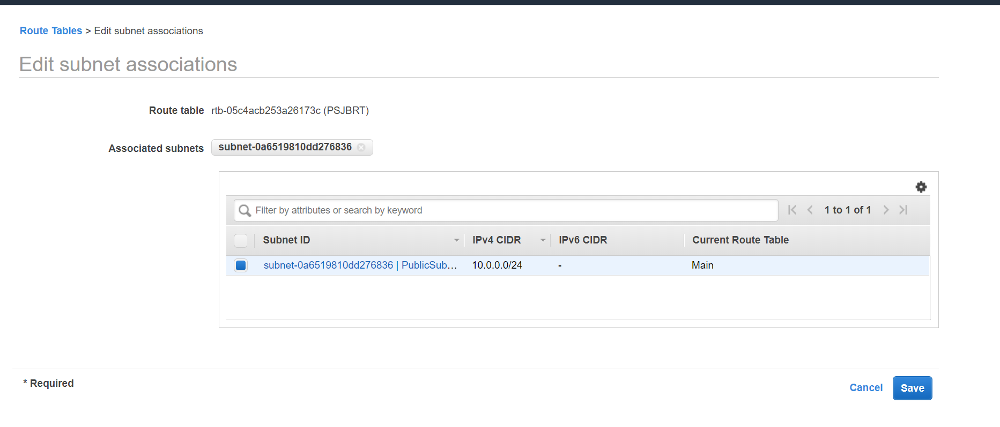 Route Tables > Edit subnet associations
Edit subnet associations
Route table rtb-05c4acb253a26173c (PSJBRT)
Associated subnets subnet-0a6519810dd276836
Filter by attributes or search by keyword 1 to 1 of 1
Subnet ID IPv4 CIDR IPv6 CIDR Current Route Table
subnet-0a6519810dd276836 | PublicSub... 10.0.0.0/24 - Main
* Required
Cancel Save